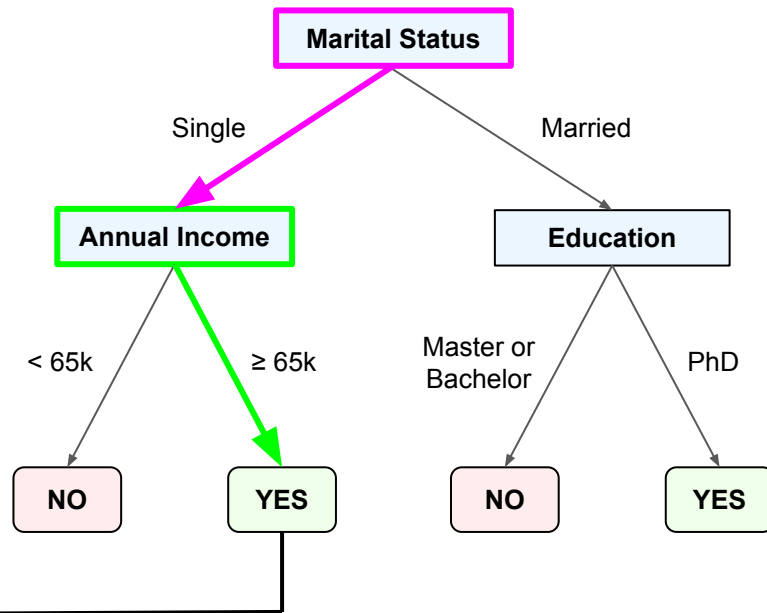 Marital Status
Single
Married
Annual Income
Education
< 65k
≥ 65k
Master or
Bachelor
PhD
NO
YES
NO
YES